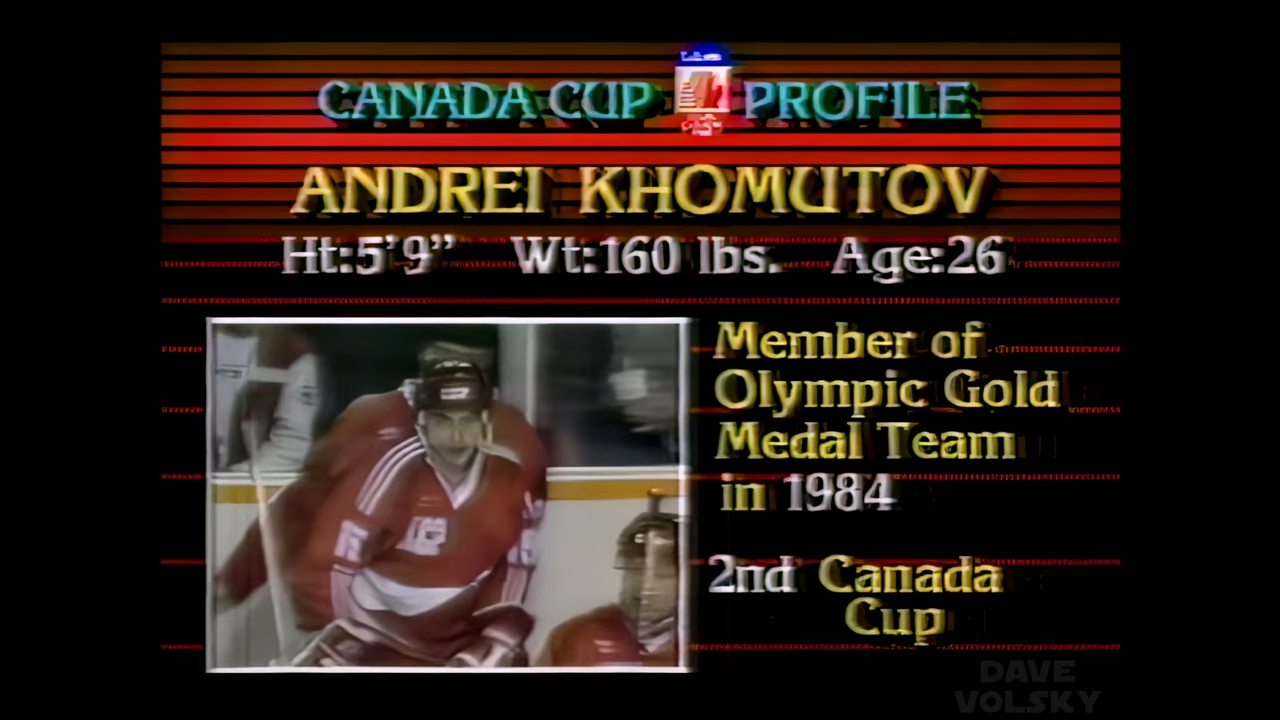 CANADA CUP PROFILE
ANDREI KHOMUTOV
Ht:5'9” Wt:160 lbs. Age:26
Member of
Olympic Gold
Medal Team
in 1984
2nd Canada
Cup
DAVE
VOLSKY